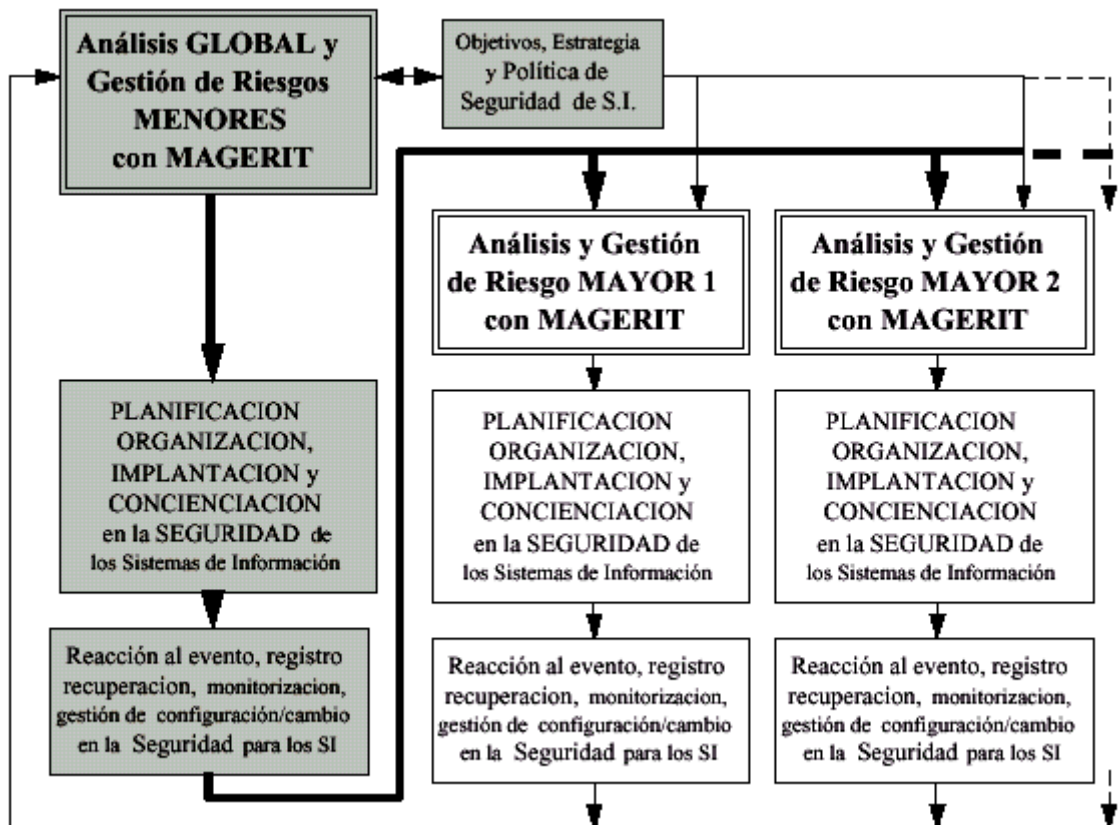 Análisis GLOBAL y
Gestión de Riesgos
MENORES
con MAGERIT
Objetivos, Estrategia
y Política de
Seguridad de S.I.
Análisis y Gestión
de Riesgo MAYOR 1
con MAGERIT
Análisis y Gestión
de Riesgo MAYOR 2
con MAGERIT
PLANIFICACION
ORGANIZACION,
IMPLANTACION y
CONCIENCIACION
en la SEGURIDAD de
los Sistemas de Información
PLANIFICACION
ORGANIZACION,
IMPLANTACION y
CONCIENCIACION
en la SEGURIDAD de
los Sistemas de Información
PLANIFICACION
ORGANIZACION,
IMPLANTACION y
CONCIENCIACION
en la SEGURIDAD de
los Sistemas de Información
Reacción al evento, registro
recuperacion, monitorizacion,
gestión de configuración/cambio
en la Seguridad para los SI
Reacción al evento, registro
recuperacion, monitorizacion,
gestión de configuración/cambio
en la Seguridad para los SI
Reacción al evento, registro
recuperacion, monitorizacion,
gestión de configuración/cambio
en la Seguridad para los SI